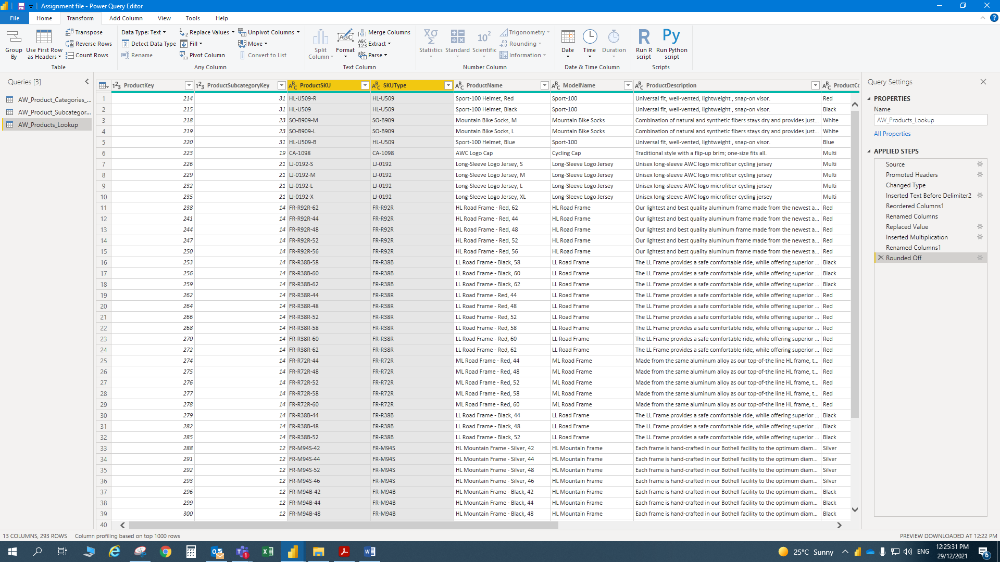 Assignment file - Power Query Editor
File Home Transform Add Column View Tools Help
Group By
Use First Row as Headers
Transpose
Reverse Rows
Count Rows
Table
Data Type: Text
Detect Data Type
Rename
Replace Values
Fill
Pivot Column
Unpivot Columns
Move
Convert to List
Any Column
Split Column
Format
Merge Columns
Extract
Parse
Text Column
Statistics
Standard
Scientific
Trigonometry
Rounding
Information
Number Column
Date
Time
Duration
Date & Time Column
Run R script
Run Python script
Scripts
Queries [3]
AW_Product_Categories_...
AW_Product_Subcategor...
AW_Products_Lookup
ProductKey ProductSubcategoryKey ProductSKU SKUType ProductName ModelName ProductDescription ProductCo
1 214 31 HL-U509-R HL-U509 Sport-100 Helmet, Red Sport-100 Universal fit, well-vented, lightweight , snap-on visor. Red
2 215 31 HL-U509 HL-U509 Sport-100 Helmet, Black Sport-100 Universal fit, well-vented, lightweight , snap-on visor. Black
3 218 23 SO-B909-M SO-B909 Mountain Bike Socks, M Mountain Bike Socks Combination of natural and synthetic fibers stays dry and provides just... White
4 219 23 SO-B909-L SO-B909 Mountain Bike Socks, L Mountain Bike Socks Combination of natural and synthetic fibers stays dry and provides just... White
5 220 31 HL-U509-B HL-U509 Sport-100 Helmet, Blue Sport-100 Universal fit, well-vented, lightweight , snap-on visor. Blue
6 223 19 CA-1098 CA-1098 AWC Logo Cap Cycling Cap Traditional style with a flip-up brim; one-size fits all. Multi
7 226 21 LJ-0192-S LJ-0192 Long-Sleeve Logo Jersey, S Long-Sleeve Logo Jersey Unisex long-sleeve AWC logo microfiber cycling jersey Multi
8 229 21 LJ-0192-M LJ-0192 Long-Sleeve Logo Jersey, M Long-Sleeve Logo Jersey Unisex long-sleeve AWC logo microfiber cycling jersey Multi
9 232 21 LJ-0192-L LJ-0192 Long-Sleeve Logo Jersey, L Long-Sleeve Logo Jersey Unisex long-sleeve AWC logo microfiber cycling jersey Multi
10 235 21 LJ-0192-X LJ-0192 Long-Sleeve Logo Jersey, XL Long-Sleeve Logo Jersey Unisex long-sleeve AWC logo microfiber cycling jersey Multi
11 238 14 FR-R92R-62 FR-R92R HL Road Frame - Red, 62 HL Road Frame Our lightest and best quality aluminum frame made from the newest a... Red
12 241 14 FR-R92R-44 FR-R92R HL Road Frame - Red, 44 HL Road Frame Our lightest and best quality aluminum frame made from the newest a... Red
13 244 14 FR-R92R-48 FR-R92R HL Road Frame - Red, 48 HL Road Frame Our lightest and best quality aluminum frame made from the newest a... Red
14 247 14 FR-R92R-52 FR-R92R HL Road Frame - Red, 52 HL Road Frame Our lightest and best quality aluminum frame made from the newest a... Red
15 250 14 FR-R92R-56 FR-R92R HL Road Frame - Red, 56 HL Road Frame Our lightest and best quality aluminum frame made from the newest a... Red
16 253 14 FR-R38B-58 FR-R38B LL Road Frame - Black, 58 LL Road Frame The LL Frame provides a safe comfortable ride, while offering superior ... Black
17 256 14 FR-R38B-60 FR-R38B LL Road Frame - Black, 60 LL Road Frame The LL Frame provides a safe comfortable ride, while offering superior ... Black
18 259 14 FR-R38B-62 FR-R38B LL Road Frame - Black, 62 LL Road Frame The LL Frame provides a safe comfortable ride, while offering superior ... Black
19 262 14 FR-R38R-44 FR-R38R LL Road Frame - Red, 44 LL Road Frame The LL Frame provides a safe comfortable ride, while offering superior ... Red
20 264 14 FR-R38R-48 FR-R38R LL Road Frame - Red, 48 LL Road Frame The LL Frame provides a safe comfortable ride, while offering superior ... Red
21 266 14 FR-R38R-52 FR-R38R LL Road Frame - Red, 52 LL Road Frame The LL Frame provides a safe comfortable ride, while offering superior ... Red
22 268 14 FR-R38R-58 FR-R38R LL Road Frame - Red, 58 LL Road Frame The LL Frame provides a safe comfortable ride, while offering superior ... Red
23 270 14 FR-R38R-60 FR-R38R LL Road Frame - Red, 60 LL Road Frame The LL Frame provides a safe comfortable ride, while offering superior ... Red
24 272 14 FR-R38R-62 FR-R38R LL Road Frame - Red, 62 LL Road Frame The LL Frame provides a safe comfortable ride, while offering superior ... Red
25 274 14 FR-R72R-44 FR-R72R ML Road Frame - Red, 44 ML Road Frame Made from the same aluminum alloy as our top-of-the line HL frame, t... Red
26 275 14 FR-R72R-48 FR-R72R ML Road Frame - Red, 48 ML Road Frame Made from the same aluminum alloy as our top-of-the line HL frame, t... Red
27 276 14 FR-R72R-52 FR-R72R ML Road Frame - Red, 52 ML Road Frame Made from the same aluminum alloy as our top-of-the line HL frame, t... Red
28 277 14 FR-R72R-58 FR-R72R ML Road Frame - Red, 58 ML Road Frame Made from the same aluminum alloy as our top-of-the line HL frame, t... Red
29 278 14 FR-R72R-60 FR-R72R ML Road Frame - Red, 60 ML Road Frame Made from the same aluminum alloy as our top-of-the line HL frame, t... Red
30 279 14 FR-R38B-44 FR-R38B LL Road Frame - Black, 44 LL Road Frame The LL Frame provides a safe comfortable ride, while offering superior ... Black
31 282 14 FR-R38B-48 FR-R38B LL Road Frame - Black, 48 LL Road Frame The LL Frame provides a safe comfortable ride, while offering superior ... Black
32 285 14 FR-R38B-52 FR-R38B LL Road Frame - Black, 52 LL Road Frame The LL Frame provides a safe comfortable ride, while offering superior ... Black
33 288 12 FR-M94S-42 FR-M94S HL Mountain Frame - Silver, 42 HL Mountain Frame Each frame is hand-crafted in our Bothell facility to the optimum diam... Silver
34 291 12 FR-M94S-44 FR-M94S HL Mountain Frame - Silver, 44 HL Mountain Frame Each frame is hand-crafted in our Bothell facility to the optimum diam... Silver
35 292 12 FR-M94S-52 FR-M94S HL Mountain Frame - Silver, 48 HL Mountain Frame Each frame is hand-crafted in our Bothell facility to the optimum diam... Silver
36 293 12 FR-M94S-46 FR-M94S HL Mountain Frame - Silver, 46 HL Mountain Frame Each frame is hand-crafted in our Bothell facility to the optimum diam... Silver
37 296 12 FR-M94B-42 FR-M94B HL Mountain Frame - Black, 42 HL Mountain Frame Each frame is hand-crafted in our Bothell facility to the optimum diam... Black
38 299 12 FR-M94B-44 FR-M94B HL Mountain Frame - Black, 44 HL Mountain Frame Each frame is hand-crafted in our Bothell facility to the optimum diam... Black
39 300 12 FR-M94B-48 FR-M94B HL Mountain Frame - Black, 48 HL Mountain Frame Each frame is hand-crafted in our Bothell facility to the optimum diam... Black
40
Query Settings
PROPERTIES
Name
AW_Products_Lookup
All Properties
APPLIED STEPS
Source
Promoted Headers
Changed Type
Inserted Text Before Delimiter2
Reordered Columns1
Renamed Columns
Replaced Value
Inserted Multiplication
Renamed Columns1
Rounded Off
13 COLUMNS, 293 ROWS Column profiling based on top 1000 rows
PREVIEW DOWNLOADED AT 12:22 PM
25°C Sunny ENG 12:25:31 PM
29/12/2021 6